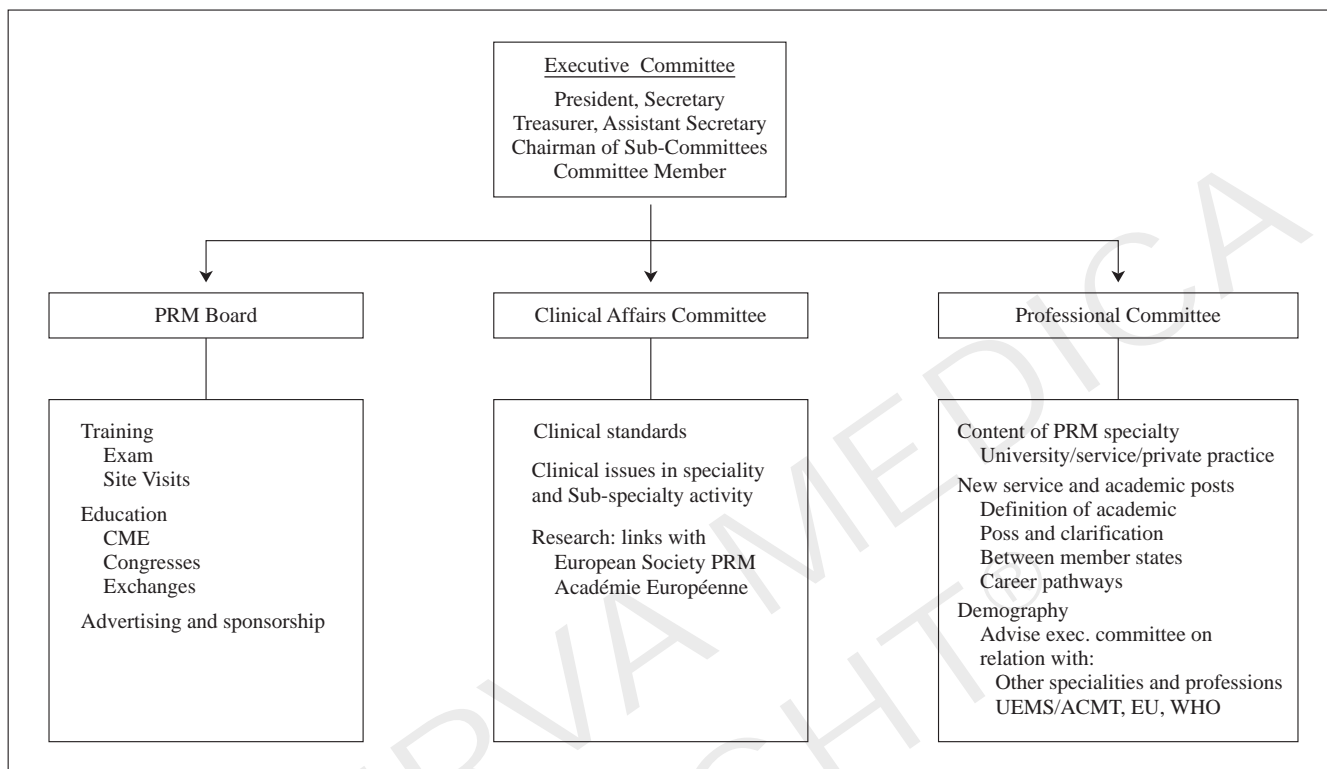 Executive Committee
President, Secretary
Treasurer, Assistant Secretary
Chairman of Sub-Committees
Committee Member
PRM Board
Clinical Affairs Committee
Professional Committee
Training
Exam
Site Visits
Education
CME
Congresses
Exchanges
Advertising and sponsorship
Clinical standards
Clinical issues in speciality
and Sub-specialty activity
Research: links with
European Society PRM
Académie Européenne
Content of PRM specialty
University/service/private practice
New service and academic posts
Definition of academic
Poss and clarification
Between member states
Career pathways
Demography
Advise exec. committee on
relation with:
Other specialities and professions
UEMS/ACMT, EU, WHO
MEDICA